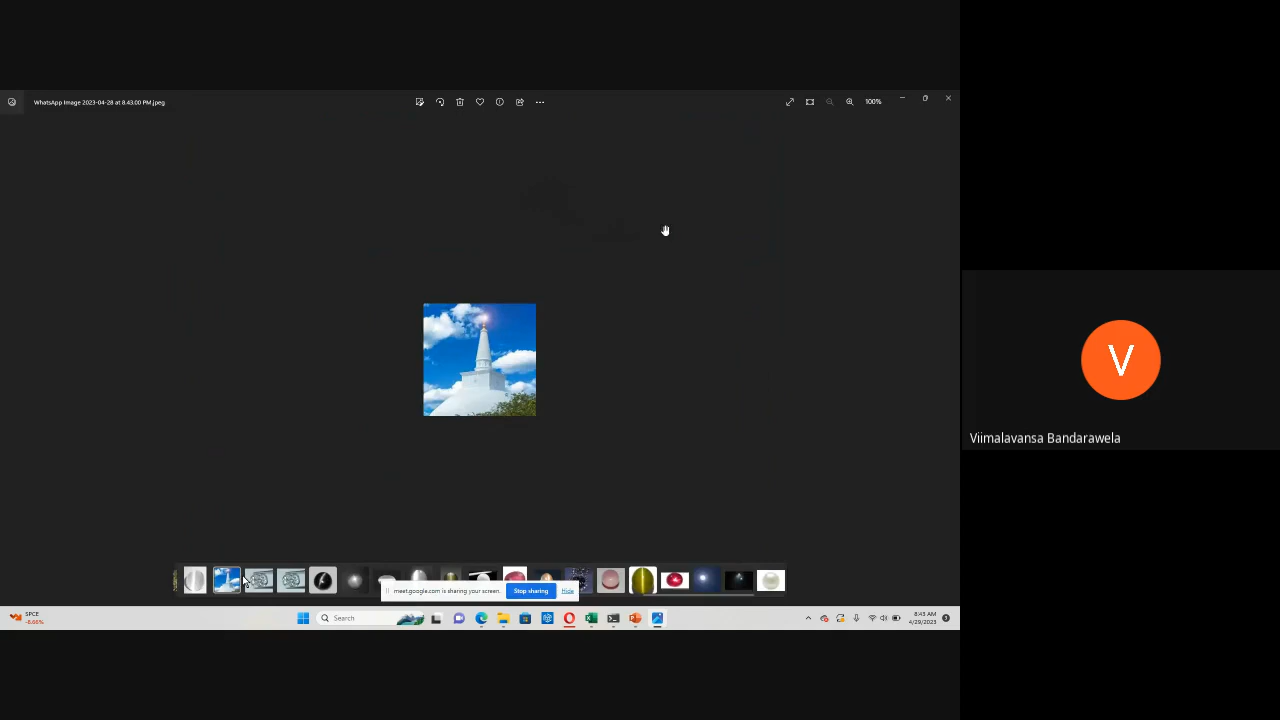 WhatsApp Image 2023-04-28 at 8.43.00 PM.jpeg
100%
V
Viimalavansa Bandarawela
meet.google.com is sharing your screen.
Stop sharing
Hide
SPCE
-8.66%
Search
8:43 AM
4/29/2023